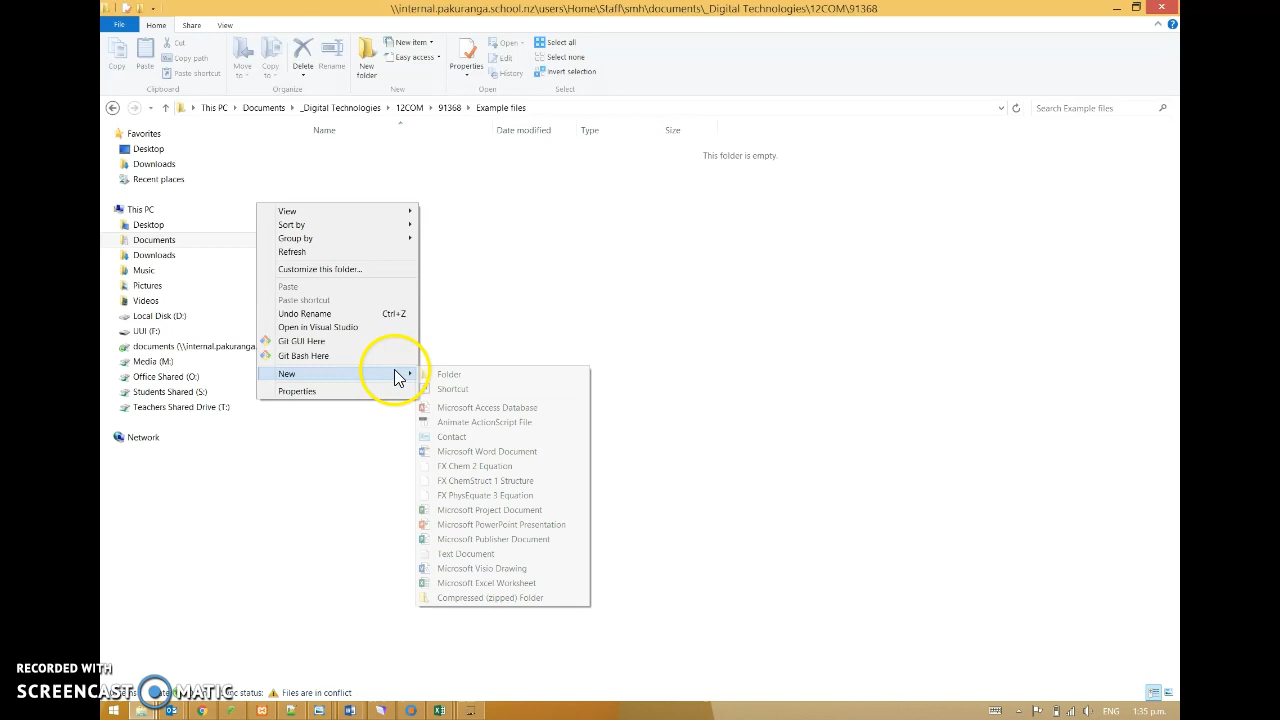 \\internal.pakuranga.school.nz\users\Home\Staff\smh\documents\_Digital Technologies\12COM\91368
File Home Share View
Copy
Paste
Cut
Copy path
Paste shortcut
Clipboard
Move to
Copy to
Delete
Rename
Organize
New folder
New item
Easy access
New
Properties
Open
Edit
History
Open
Select all
Select none
Invert selection
Select
This PC Documents _Digital Technologies 12COM 91368 Example files
Search Example files
Name Date modified Type Size
This folder is empty.
Favorites
Desktop
Downloads
Recent places
This PC
Desktop
Documents
Downloads
Music
Pictures
Videos
Local Disk (D:)
UUI (F:)
documents (\\internal.pakuranga.
Media (M:)
Office Shared (O:)
Students Shared (S:)
Teachers Shared Drive (T:)
Network
View
Sort by
Group by
Refresh
Customize this folder...
Paste
Paste shortcut
Undo Rename Ctrl+Z
Open in Visual Studio
Git GUI Here
Git Bash Here
New
Properties
Folder
Shortcut
Microsoft Access Database
Animate ActionScript File
Contact
Microsoft Word Document
FX Chem 2 Equation
FX ChemStruct 1 Structure
FX PhysEquate 3 Equation
Microsoft Project Document
Microsoft PowerPoint Presentation
Microsoft Publisher Document
Text Document
Microsoft Visio Drawing
Microsoft Excel Worksheet
Compressed (zipped) Folder
RECORDED WITH
SCREENCAST MATIC
status: Files are in conflict
ENG 1:35 p.m.